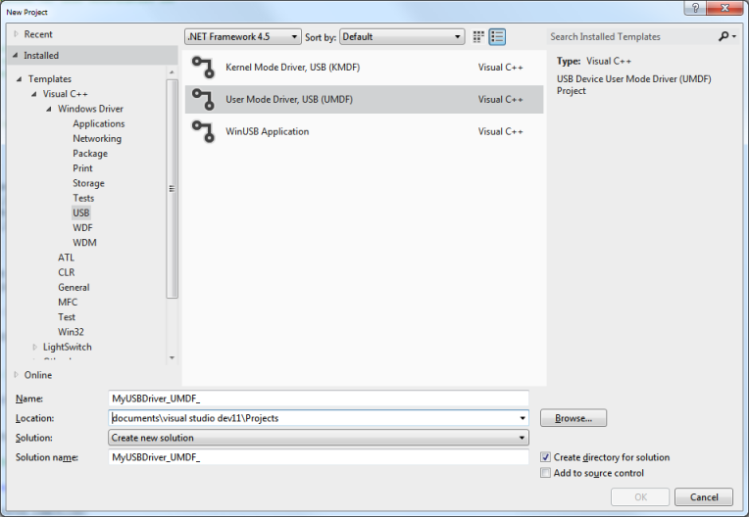 New Project
Recent
.NET Framework 4.5
Sort by:
Default
Search Installed Templates
Installed
Templates
Visual C++
Windows Driver
Applications
Networking
Package
Print
Storage
Tests
USB
WDF
WDM
ATL
CLR
General
MFC
Test
Win32
LightSwitch
Online
Kernel Mode Driver, USB (KMDF) Visual C++
User Mode Driver, USB (UMDF) Visual C++
WinUSB Application Visual C++
Type: Visual C++
USB Device User Mode Driver (UMDF)
Project
Name: MyUSBDriver_UMDF_
Location: documents\visual studio dev11\Projects
Browse...
Solution: Create new solution
Solution name: MyUSBDriver_UMDF_
Create directory for solution
Add to source control
OK
Cancel